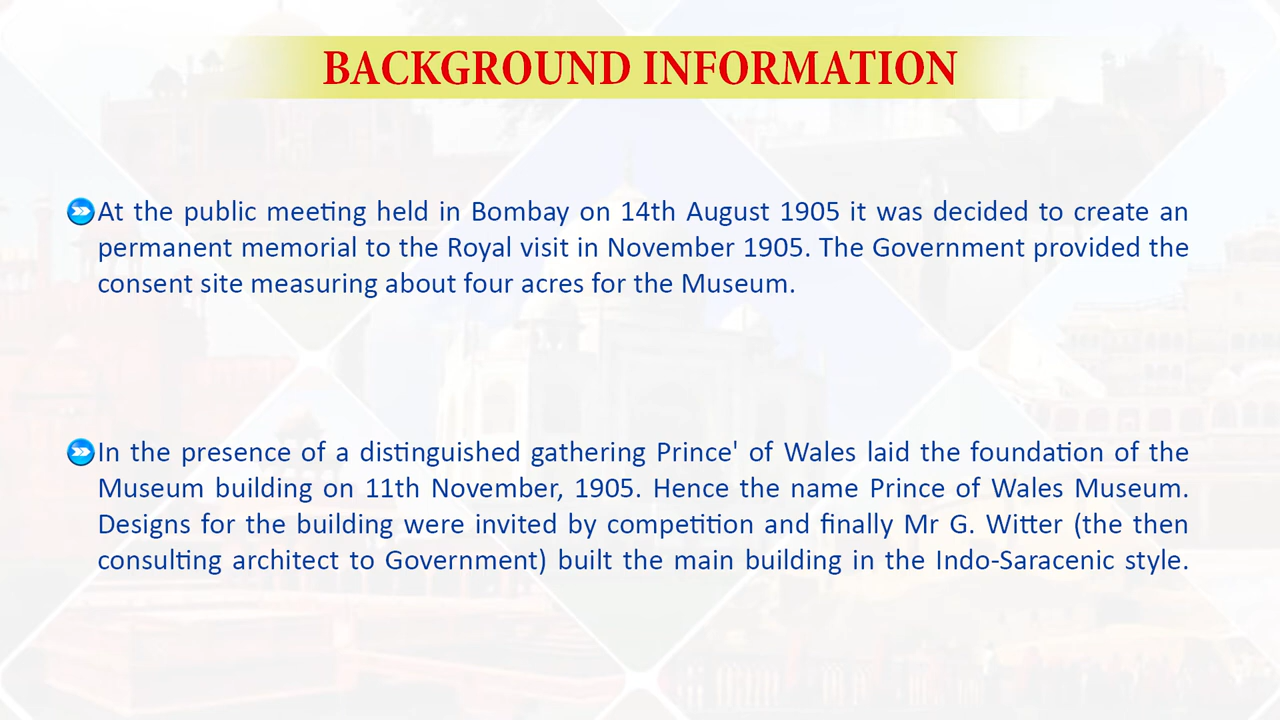 BACKGROUND INFORMATION
At the public meeting held in Bombay on 14th August 1905 it was decided to create an
permanent memorial to the Royal visit in November 1905. The Government provided the
consent site measuring about four acres for the Museum.
In the presence of a distinguished gathering Prince' of Wales laid the foundation of the
Museum building on 11th November, 1905. Hence the name Prince of Wales Museum.
Designs for the building were invited by competition and finally Mr G. Witter (the then
consulting architect to Government) built the main building in the Indo-Saracenic style.